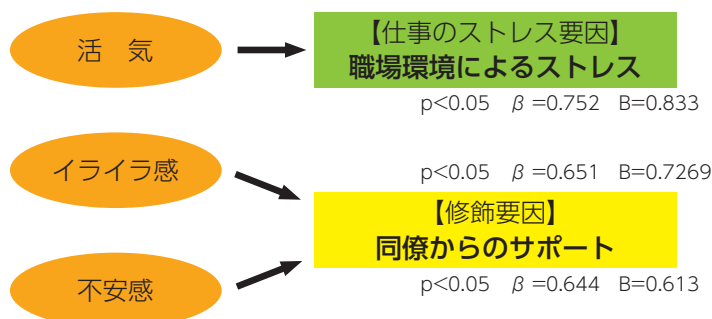 活　気
【仕事のストレス要因】
職場環境によるストレス
p<0.05　β=0.752　B=0.833
イライラ感
p<0.05　β=0.651　B=0.7269
【修飾要因】
同僚からのサポート
不安感
p<0.05　β=0.644　B=0.613